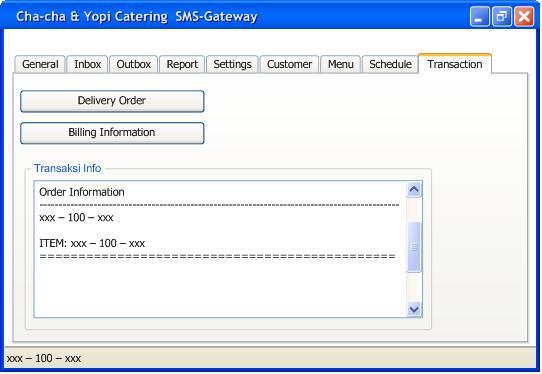 Cha-cha & Yopi Catering  SMS-Gateway
General Inbox Outbox Report Settings Customer Menu Schedule Transaction
Delivery Order
Billing Information
Transaksi Info
Order Information
--------------------------------------------------------------------------------
xxx – 100 – xxx
ITEM: xxx – 100 – xxx
==============================================
xxx – 100 – xxx